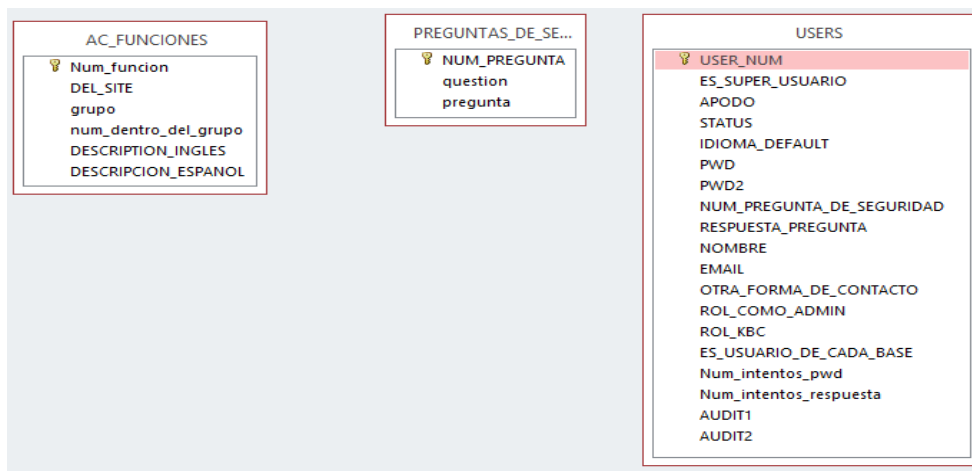 AC_FUNCIONES
Num_funcion
DEL_SITE
grupo
num_dentro_del_grupo
DESCRIPTION_INGLES
DESCRIPCION_ESPANOL
PREGUNTAS_DE_SE...
NUM_PREGUNTA
question
pregunta
USERS
USER_NUM
ES_SUPER_USUARIO
APODO
STATUS
IDIOMA_DEFAULT
PWD
PWD2
NUM_PREGUNTA_DE_SEGURIDAD
RESPUESTA_PREGUNTA
NOMBRE
EMAIL
OTRA_FORMA_DE_CONTACTO
ROL_COMO_ADMIN
ROL_KBC
ES_USUARIO_DE_CADA_BASE
Num_intentos_pwd
Num_intentos_respuesta
AUDIT1
AUDIT2